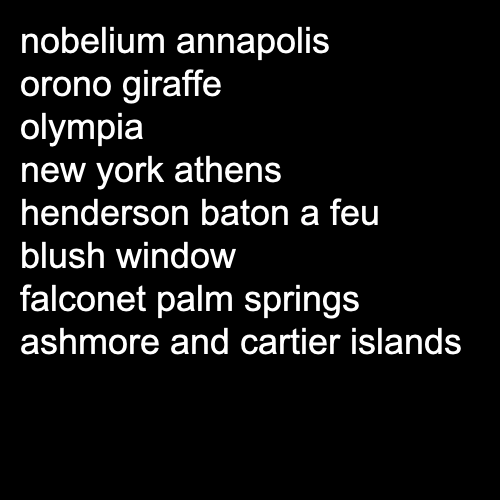 nobelium annapolis
orono giraffe
olympia
new york athens
henderson baton a feu
blush window
falconet palm springs
ashmore and cartier islands